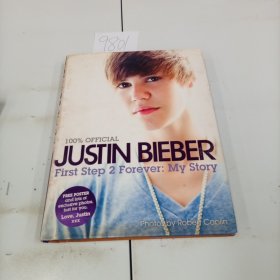 9801
100% OFFICIAL
JUSTIN BIEBER
First Step 2 Forever: My Story
FREE POSTER
and lots of
exclusive photos,
just for you.
Love, Justin
xxx
Photos by Robert Caplin